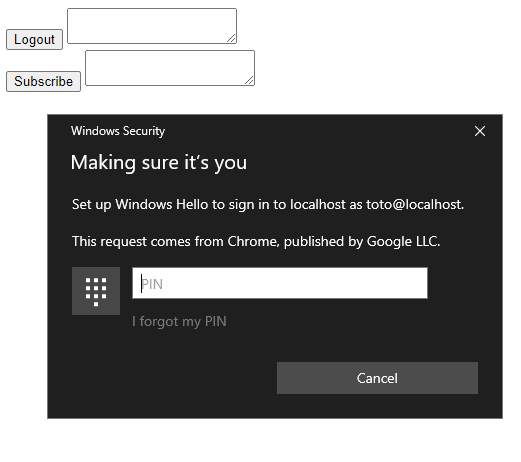 Logout
Subscribe
Windows Security
Making sure it's you
Set up Windows Hello to sign in to localhost as toto@localhost.
This request comes from Chrome, published by Google LLC.
PIN
I forgot my PIN
Cancel